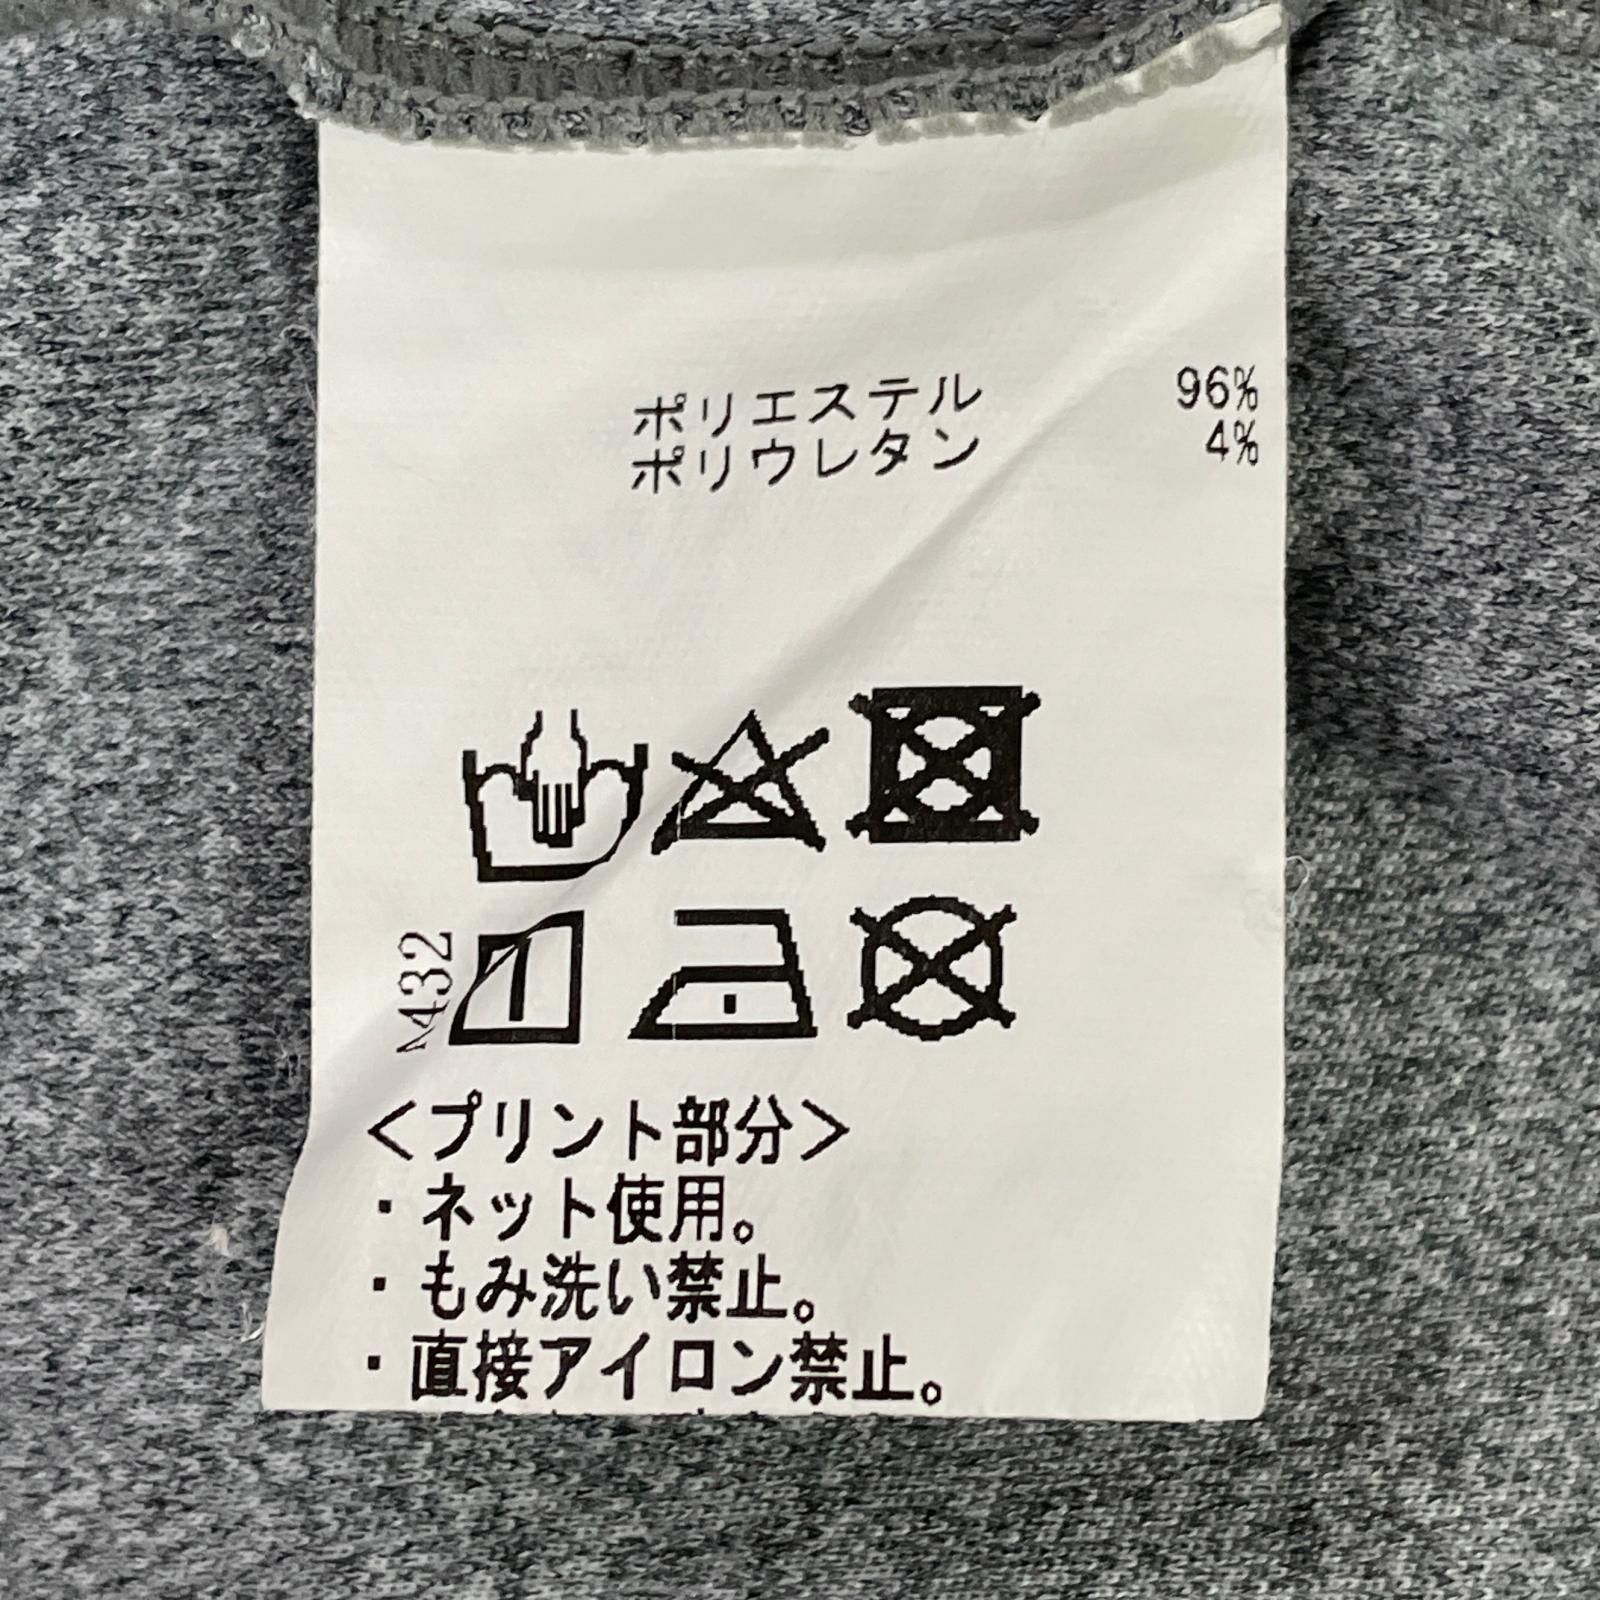 ポリエステル 96%
ポリウレタン 4%
432
<プリント部分>
・ネット使用。
・もみ洗い禁止。
・直接アイロン禁止。